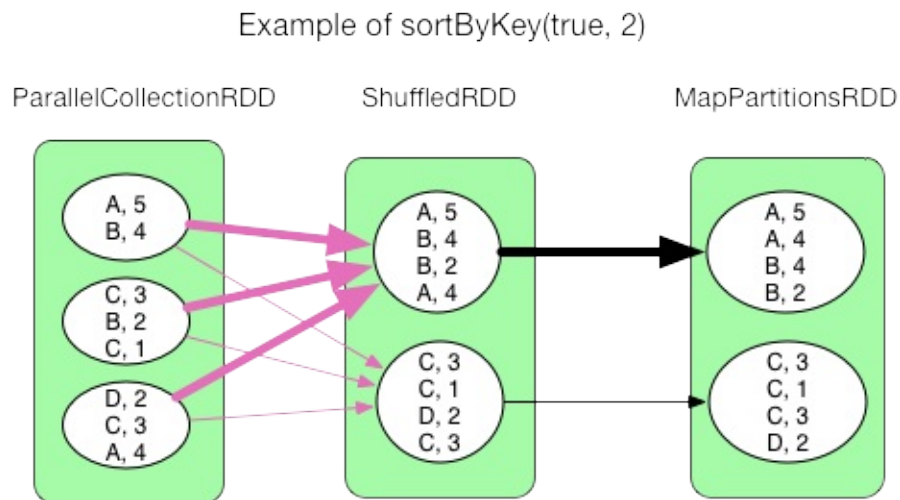 Example of sortByKey(true, 2)
ParallelCollectionRDD
ShuffledRDD
MapPartitionsRDD
A, 5
B, 4
C, 3
B, 2
C, 1
D, 2
C, 3
A, 4
A, 5
B, 4
B, 2
A, 4
C, 3
C, 1
D, 2
C, 3
A, 5
A, 4
B, 4
B, 2
C, 3
C, 1
C, 3
D, 2